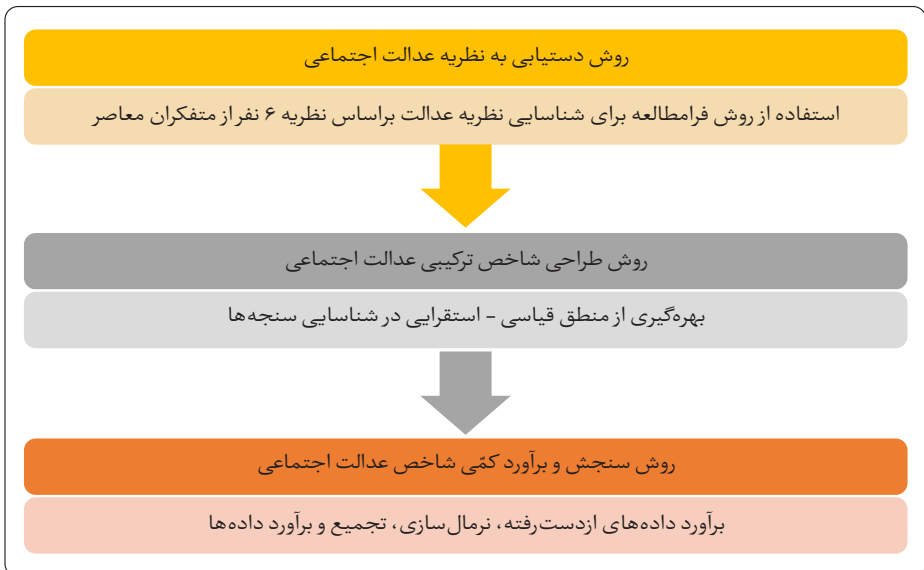 روش دستیابی به نظریه عدالت اجتماعی
استفاده از روش فرامطالعه برای شناسایی نظریه عدالت براساس نظریه ۶ نفر از متفکران معاصر
روش طراحی شاخص ترکیبی عدالت اجتماعی
بهره‌گیری از منطق قیاسی - استقرایی در شناسایی سنجه‌ها
روش سنجش و برآورد کمّی شاخص عدالت اجتماعی
برآورد داده‌های ازدست‌رفته، نرمال‌سازی، تجمیع و برآورد داده‌ها